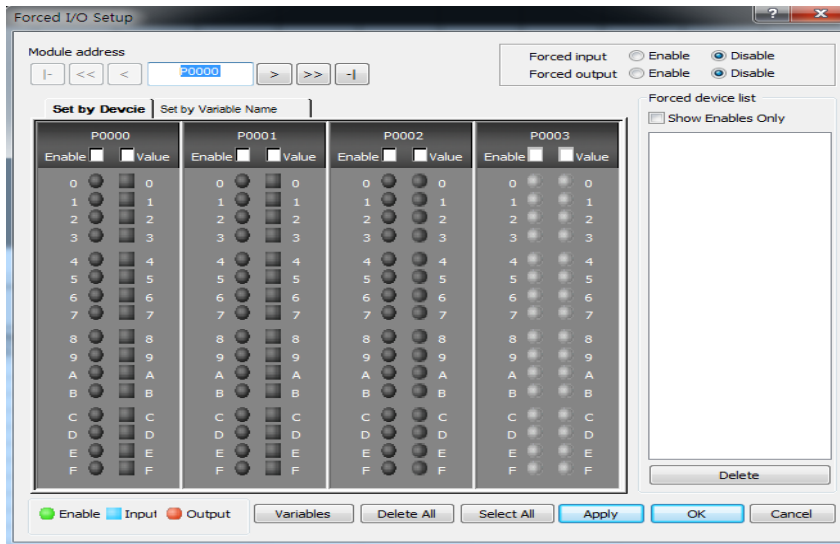 Forced I/O Setup
Module address
|- << < P0000 > >> -|
Forced input Enable Disable
Forced output Enable Disable
Set by Devcie Set by Variable Name
Forced device list
Show Enables Only
P0000 P0001 P0002 P0003
Enable Value Enable Value Enable Value Enable Value
0 0 0 0 0 0 0 0
1 1 1 1 1 1 1 1
2 2 2 2 2 2 2 2
3 3 3 3 3 3 3 3
4 4 4 4 4 4 4 4
5 5 5 5 5 5 5 5
6 6 6 6 6 6 6 6
7 7 7 7 7 7 7 7
8 8 8 8 8 8 8 8
9 9 9 9 9 9 9 9
A A A A A A A A
B B B B B B B B
C C C C C C C C
D D D D D D D D
E E E E E E E E
F F F F F F F F
Delete
Enable Input Output Variables Delete All Select All Apply OK Cancel